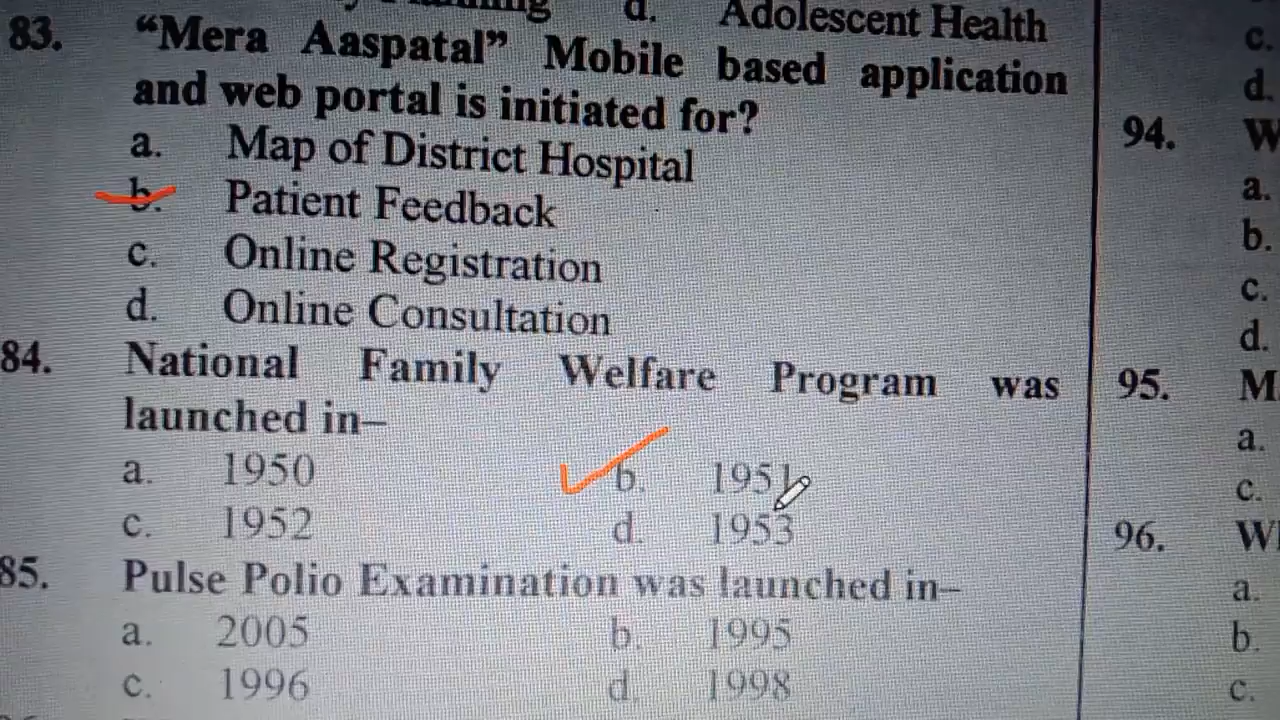 d. Adolescent Health
83. “Mera Aaspatal” Mobile based application
and web portal is initiated for?
a. Map of District Hospital
b. Patient Feedback
c. Online Registration
d. Online Consultation
84. National Family Welfare Program was
launched in–
a. 1950 b. 1951
c. 1952 d. 1953
85. Pulse Polio Examination was launched in–
a. 2005 b. 1995
c. 1996 d. 1998
c.
d.
94.
a.
b.
c.
d.
95.
a.
c.
96.
a.
b.
c.